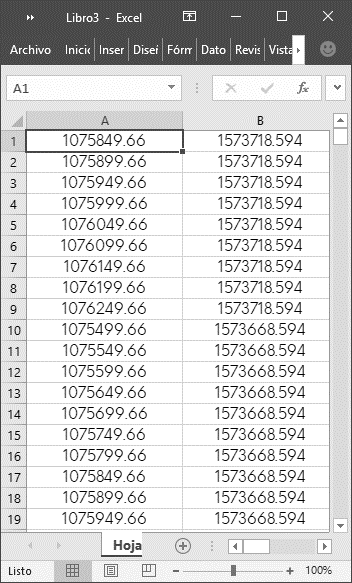 Libro3 - Excel
Archivo Inicio Inser Diseí Fórm Dato Revis Vista
A1 fx
A B
1 1075849.66 1573718.594
2 1075899.66 1573718.594
3 1075949.66 1573718.594
4 1075999.66 1573718.594
5 1076049.66 1573718.594
6 1076099.66 1573718.594
7 1076149.66 1573718.594
8 1076199.66 1573718.594
9 1076249.66 1573718.594
10 1075499.66 1573668.594
11 1075549.66 1573668.594
12 1075599.66 1573668.594
13 1075649.66 1573668.594
14 1075699.66 1573668.594
15 1075749.66 1573668.594
16 1075799.66 1573668.594
17 1075849.66 1573668.594
18 1075899.66 1573668.594
19 1075949.66 1573668.594
Hoja
Listo 100%